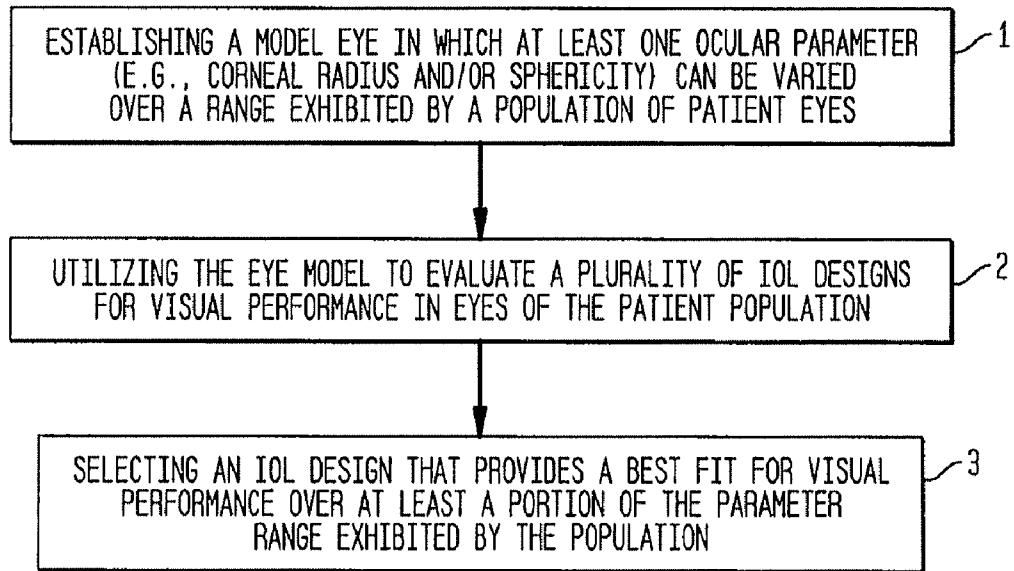 ESTABLISHING A MODEL EYE IN WHICH AT LEAST ONE OCULAR PARAMETER
(E.G., CORNEAL RADIUS AND/OR SPHERICITY) CAN BE VARIED
OVER A RANGE EXHIBITED BY A POPULATION OF PATIENT EYES
1
UTILIZING THE EYE MODEL TO EVALUATE A PLURALITY OF IOL DESIGNS
FOR VISUAL PERFORMANCE IN EYES OF THE PATIENT POPULATION
2
SELECTING AN IOL DESIGN THAT PROVIDES A BEST FIT FOR VISUAL
PERFORMANCE OVER AT LEAST A PORTION OF THE PARAMETER
RANGE EXHIBITED BY THE POPULATION
3